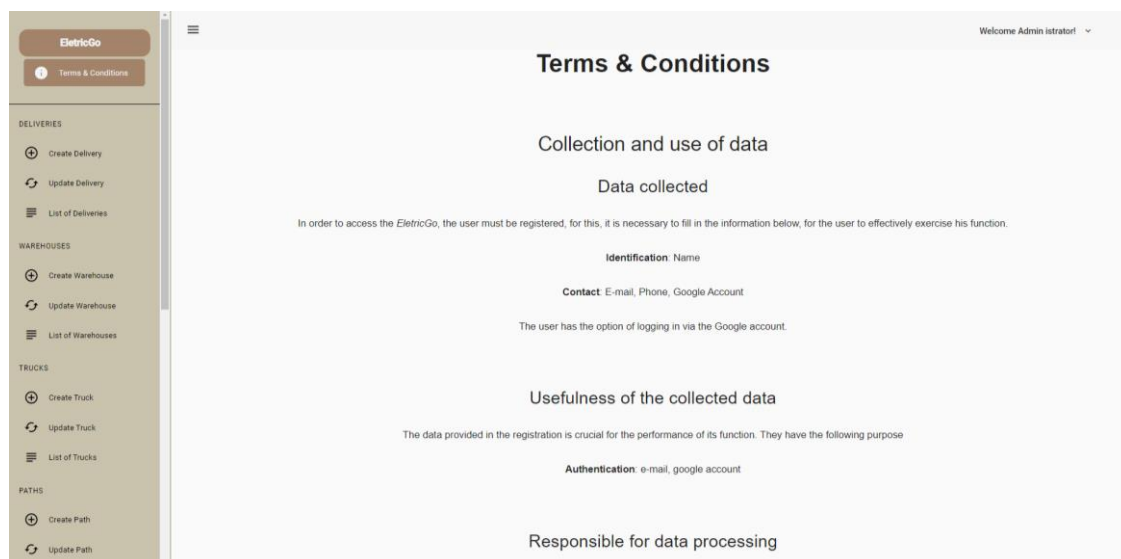 EletricGo
Terms & Conditions
DELIVERIES
Create Delivery
Update Delivery
List of Deliveries
WAREHOUSES
Create Warehouse
Update Warehouse
List of Warehouses
TRUCKS
Create Truck
Update Truck
List of Trucks
PATHS
Create Path
Update Path
Welcome Admin istrator!
Terms & Conditions
Collection and use of data
Data collected
In order to access the EletricGo, the user must be registered, for this, it is necessary to fill in the information below, for the user to effectively exercise his function.
Identification: Name
Contact: E-mail, Phone, Google Account
The user has the option of logging in via the Google account.
Usefulness of the collected data
The data provided in the registration is crucial for the performance of its function. They have the following purpose
Authentication: e-mail, google account
Responsible for data processing